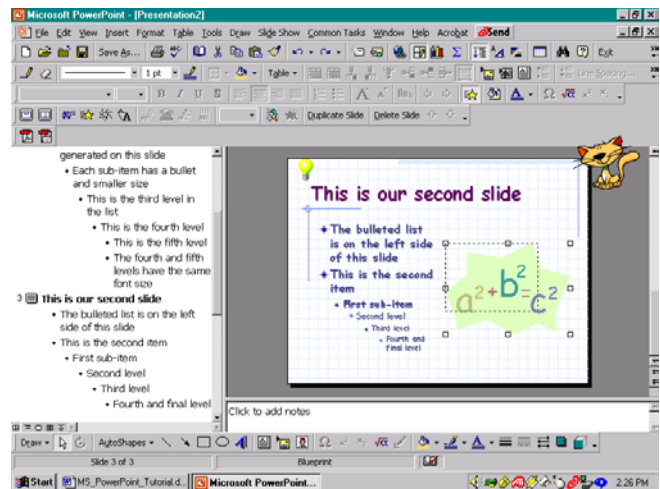 Microsoft PowerPoint - [Presentation2]
File Edit View Insert Format Table Tools Draw Slide Show Common Tasks Window Help Acrobat Send
Save As... Exit
1 pt Table Line Spacing...
B I U S
Duplicate Slide Delete Slide
generated on this slide
• Each sub-item has a bullet
and smaller size
• This is the third level in
the list
• This is the fourth level
• This is the fifth level
• The fourth and fifth
levels have the same
font size
3 This is our second slide
• The bulleted list is on the left
side of this slide
• This is the second item
• First sub-item
• Second level
• Third level
• Fourth and final level
This is our second slide
The bulleted list
is on the left side
of this slide
This is the second
item
• First sub-item
Second level
Third level
Fourth and
final level
a² + b² = c²
Click to add notes
Draw AutoShapes
Slide 3 of 3 Blueprint
Start MS_PowerPoint_Tutorial.d... Microsoft PowerPoint... 2:26 PM